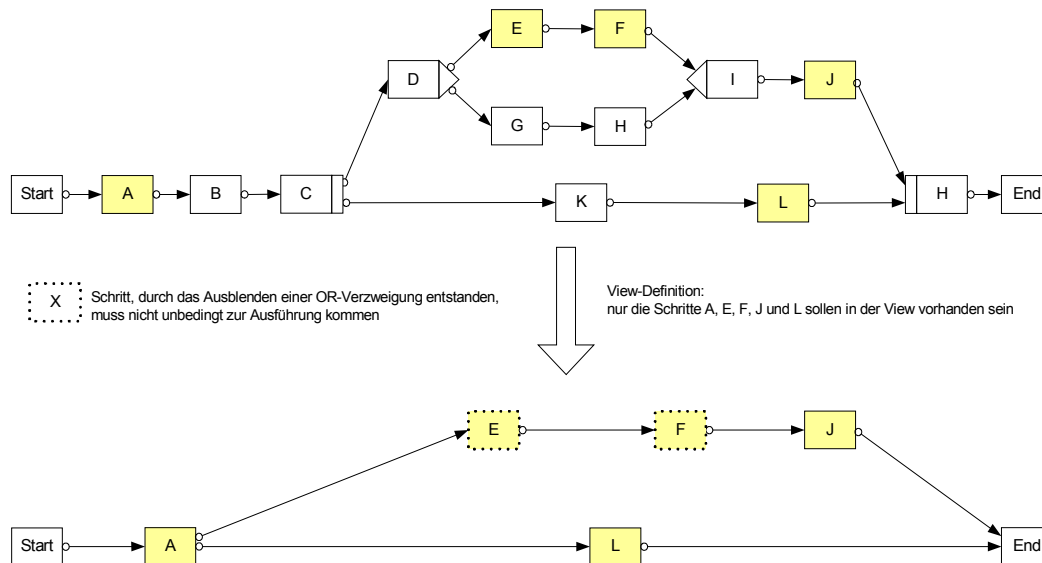 E
F
D
I
J
G
H
Start
A
B
C
K
L
H
End
X
Schritt, durch das Ausblenden einer OR-Verzweigung entstanden,
muss nicht unbedingt zur Ausführung kommen
View-Definition:
nur die Schritte A, E, F, J und L sollen in der View vorhanden sein
E
F
J
Start
A
L
End